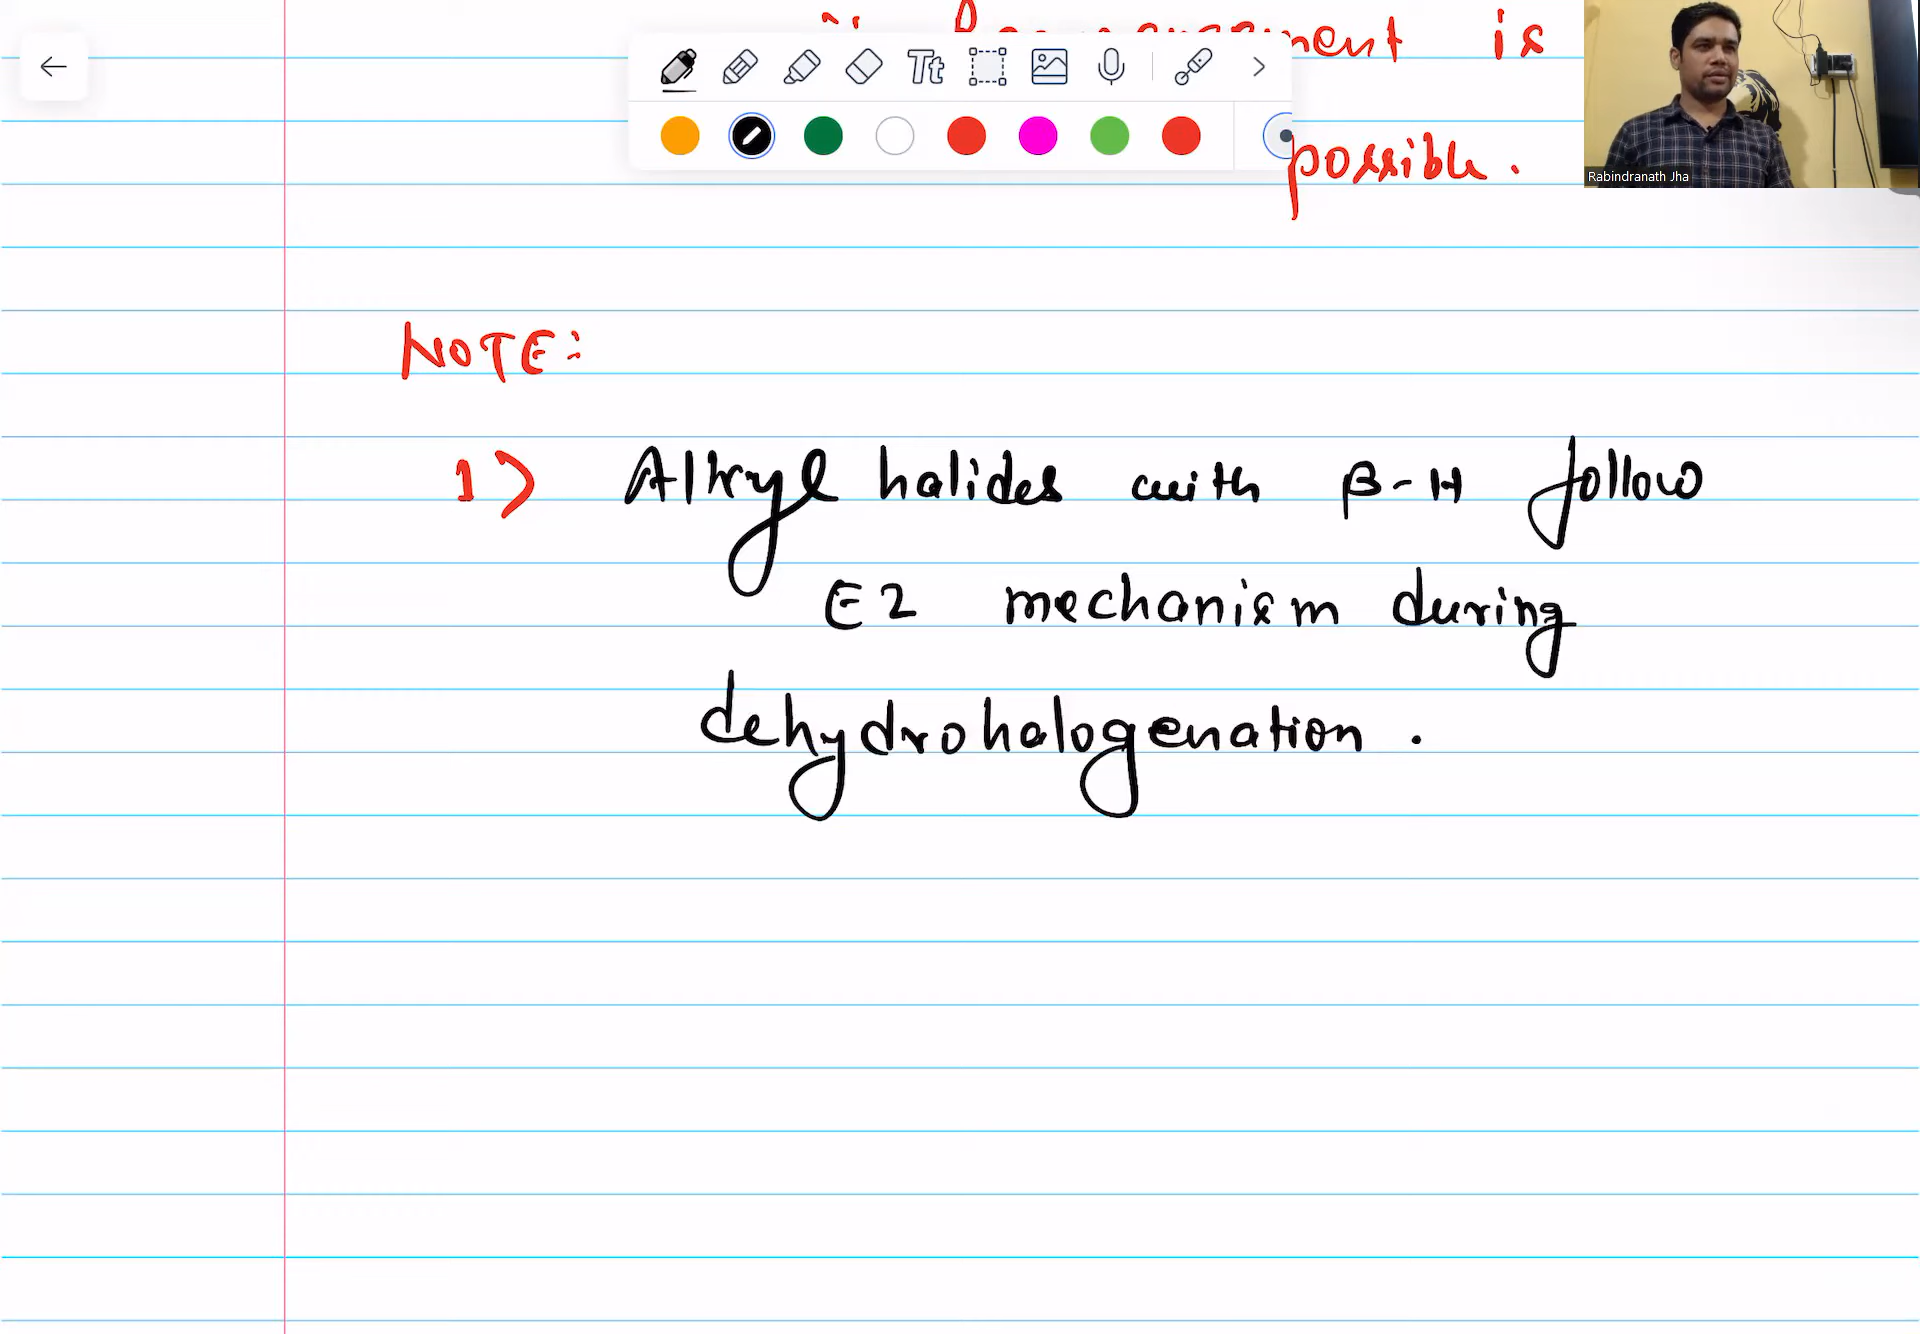 is
possible.
Rabindranath Jha
NOTE:
1) Alkyl halides with β-H follow
E2 mechanism during
dehydrohalogenation.